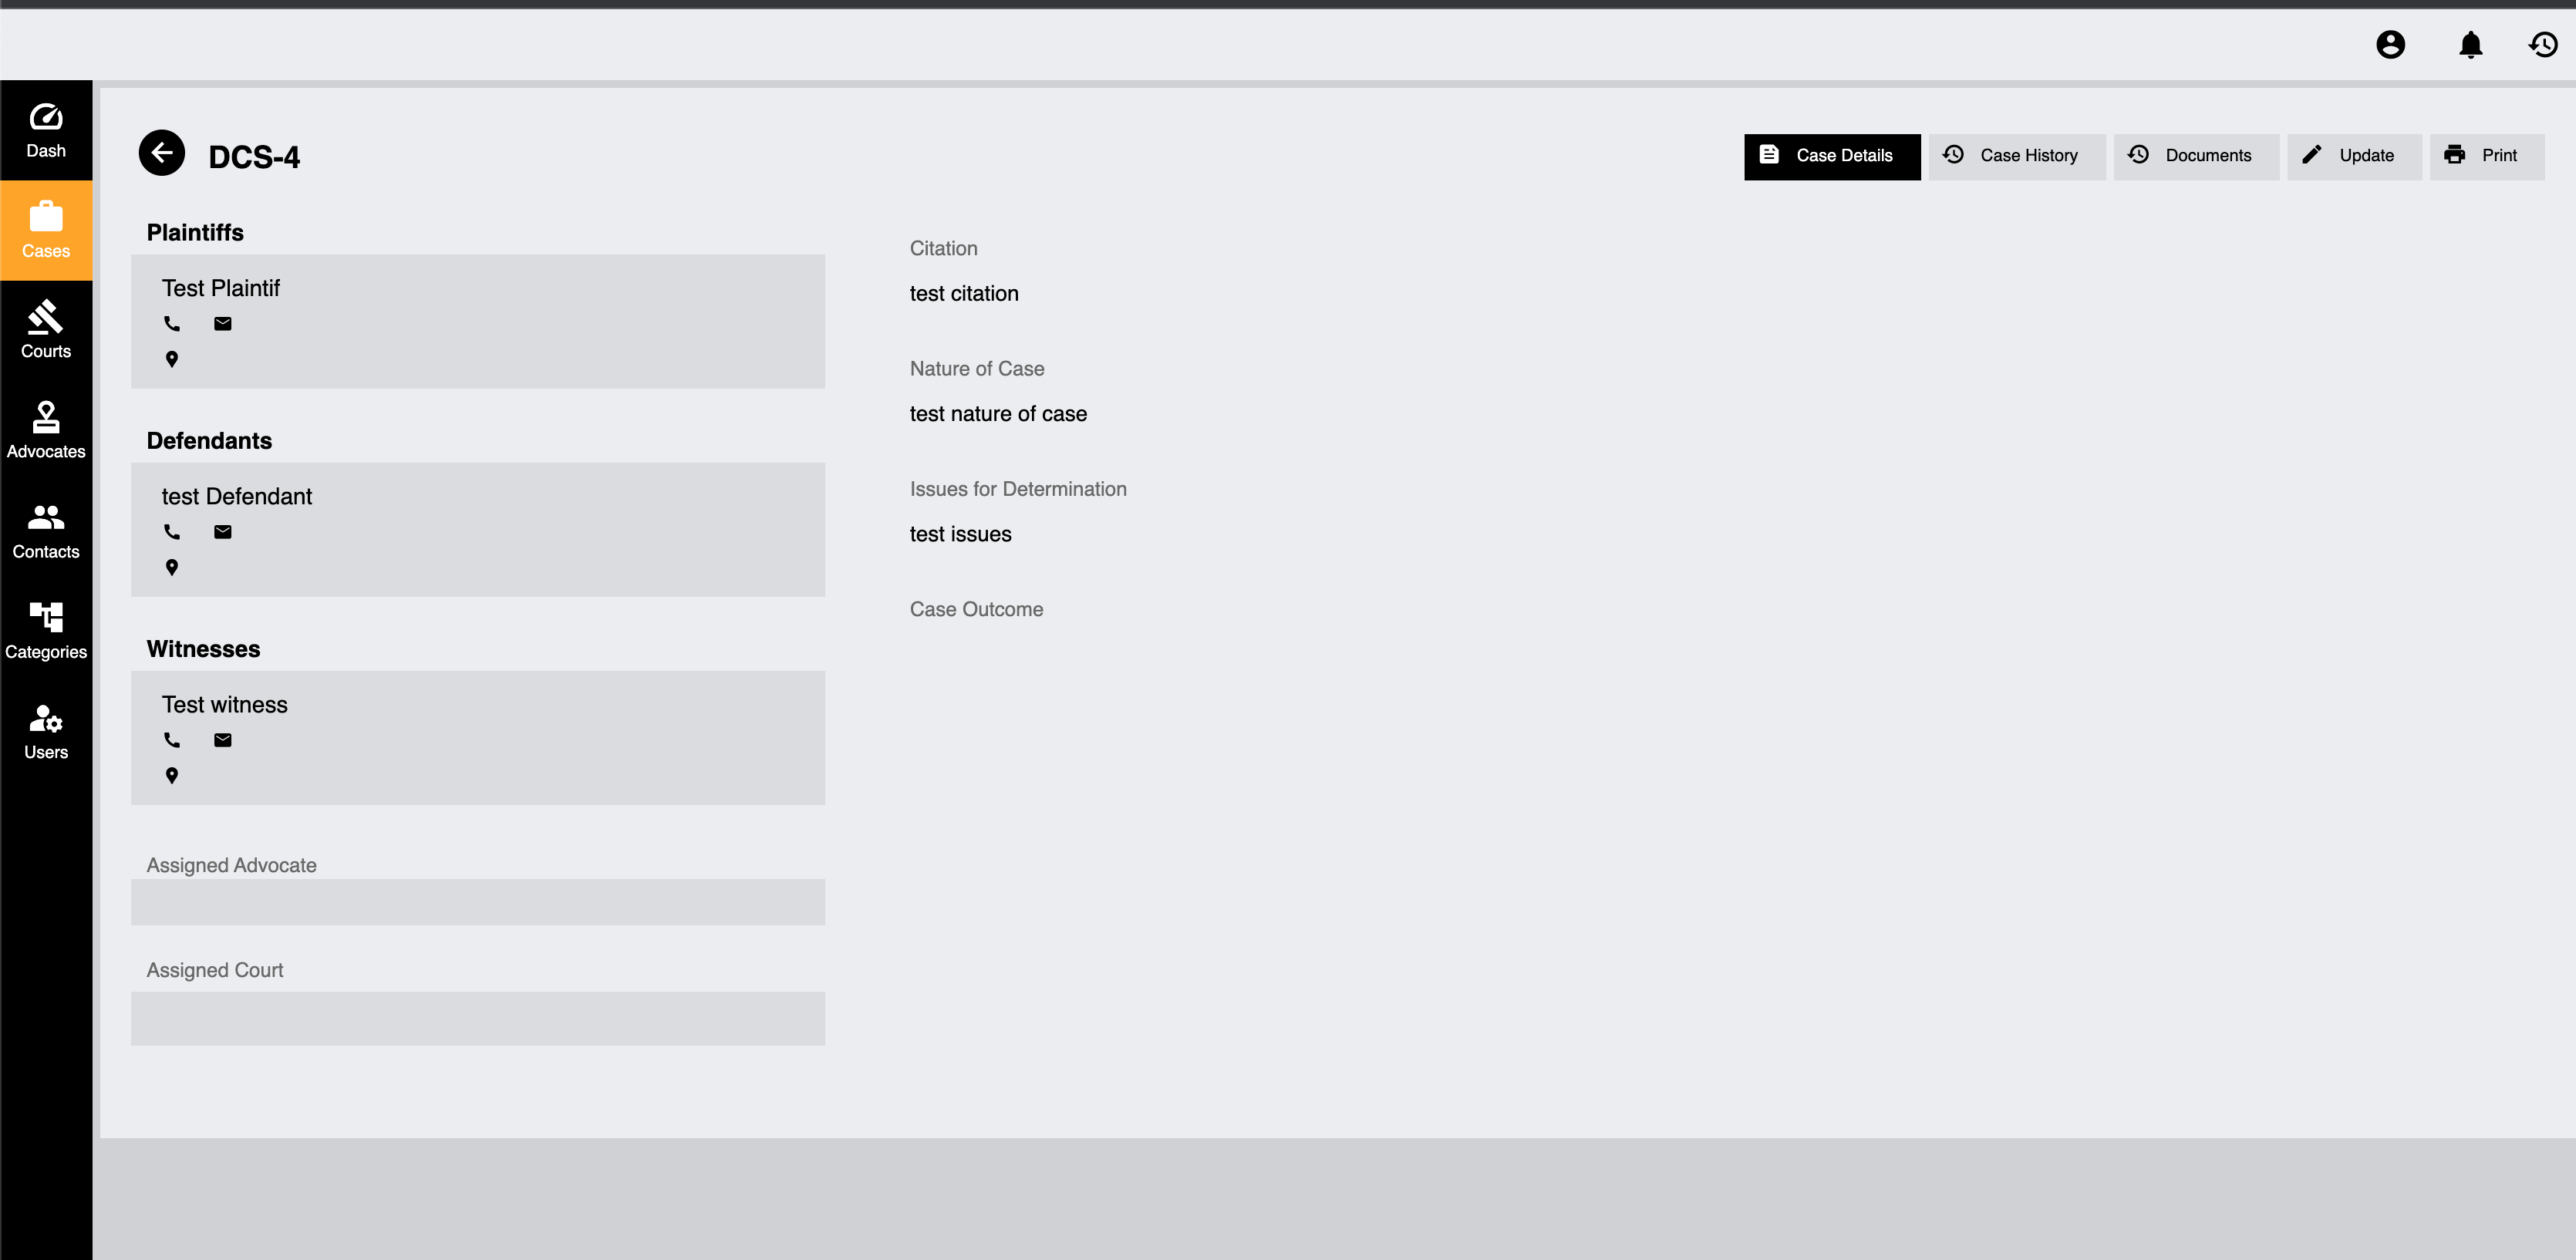 Dash
Cases
Courts
Advocates
Contacts
Categories
Users
DCS-4
Case Details
Case History
Documents
Update
Print
Plaintiffs
Test Plaintif
Defendants
test Defendant
Witnesses
Test witness
Assigned Advocate
Assigned Court
Citation
test citation
Nature of Case
test nature of case
Issues for Determination
test issues
Case Outcome